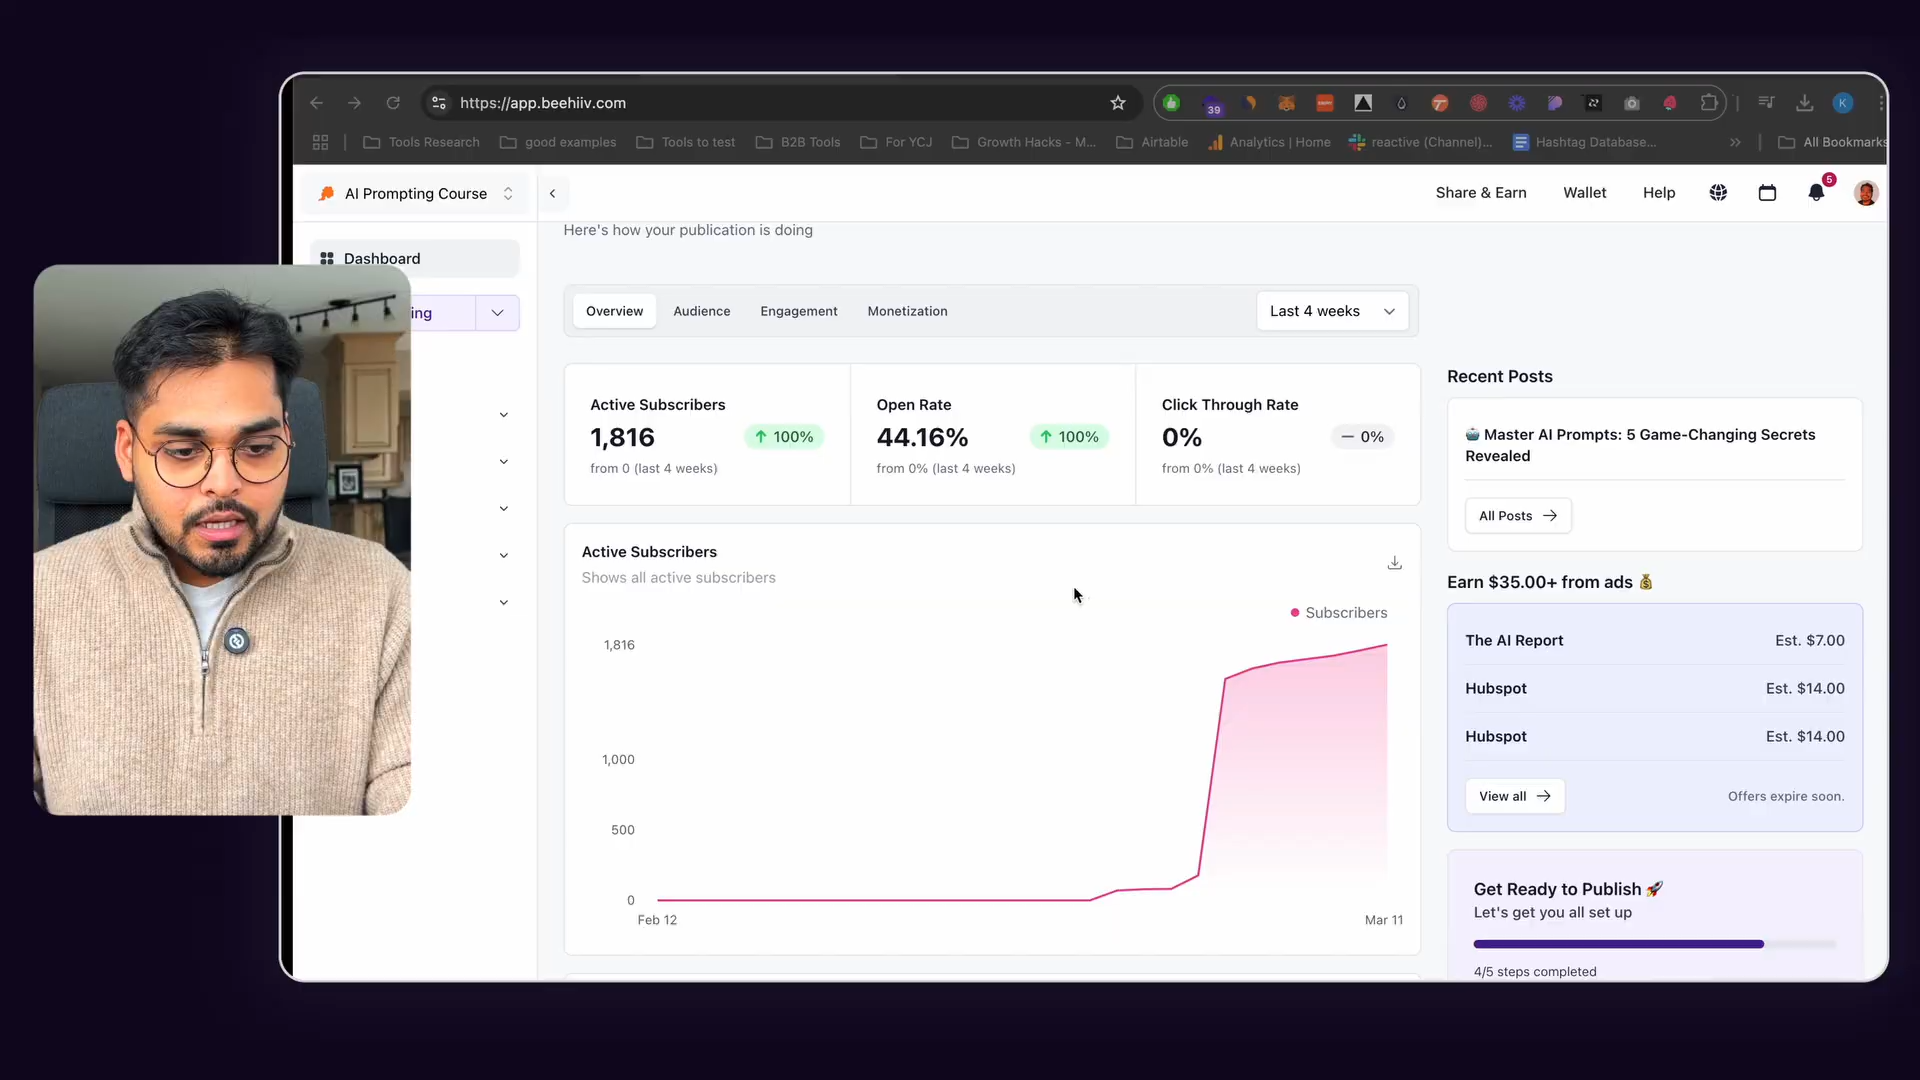 https://app.beehiiv.com
39
Tools Research
good examples
Tools to test
B2B Tools
For YCJ
Growth Hacks - M...
Airtable
Analytics | Home
reactive (Channel)...
Hashtag Database...
»
All Bookmarks
AI Prompting Course
Share & Earn
Wallet
Help
5
Here's how your publication is doing
Dashboard
ing
Overview
Audience
Engagement
Monetization
Last 4 weeks
Active Subscribers
1,816
100%
from 0 (last 4 weeks)
Open Rate
44.16%
100%
from 0% (last 4 weeks)
Click Through Rate
0%
0%
from 0% (last 4 weeks)
Active Subscribers
Shows all active subscribers
Subscribers
1,816
1,000
500
0
Feb 12
Mar 11
Recent Posts
Master AI Prompts: 5 Game-Changing Secrets
Revealed
All Posts
Earn $35.00+ from ads
The AI Report
Est. $7.00
Hubspot
Est. $14.00
Hubspot
Est. $14.00
View all
Offers expire soon.
Get Ready to Publish
Let's get you all set up
4/5 steps completed